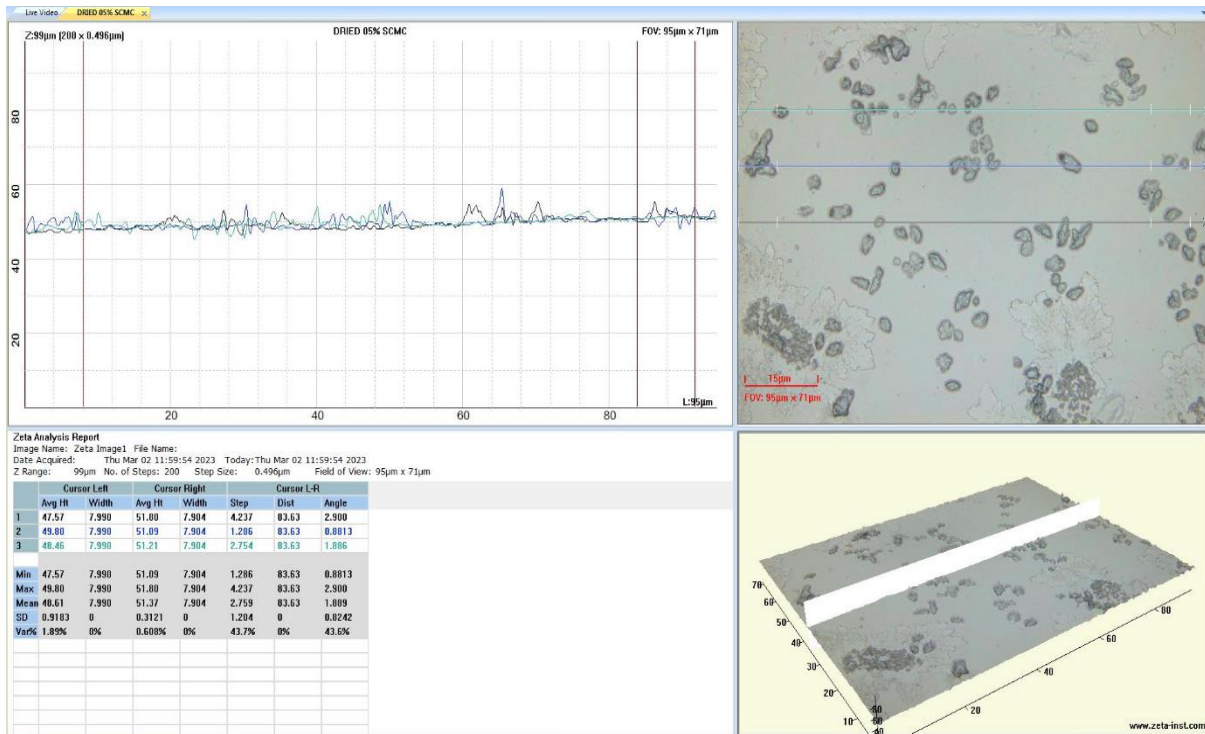 Live Video DRIED 05% SCMC ×
Z:99µm (200 x 0.496µm) DRIED 05% SCMC FOV: 95µm x 71µm
80
60
40
20
L:95µm
20 40 60 80
15µm
FOV: 95µm x 71µm
Zeta Analysis Report
Image Name: Zeta Image1 File Name:
Date Acquired: Thu Mar 02 11:59:54 2023 Today: Thu Mar 02 11:59:54 2023
Z Range: 99µm No. of Steps: 200 Step Size: 0.496µm Field of View: 95µm x 71µm
Cursor Left Cursor Right Cursor L-R
Avg Ht Width Avg Ht Width Step Dist Angle
1 47.57 7.990 51.80 7.904 4.237 83.63 2.900
2 49.80 7.990 51.09 7.904 1.286 83.63 0.8813
3 48.46 7.990 51.21 7.904 2.754 83.63 1.886
Min 47.57 7.990 51.09 7.904 1.286 83.63 0.8813
Max 49.80 7.990 51.80 7.904 4.237 83.63 2.900
Mean 48.61 7.990 51.37 7.904 2.759 83.63 1.889
SD 0.9183 0 0.3121 0 1.204 0 0.8242
Var% 1.89% 0% 0.608% 0% 43.7% 0% 43.6%
70
60
50
40
30
20
10
20
40
60
80
www.zeta-inst.com